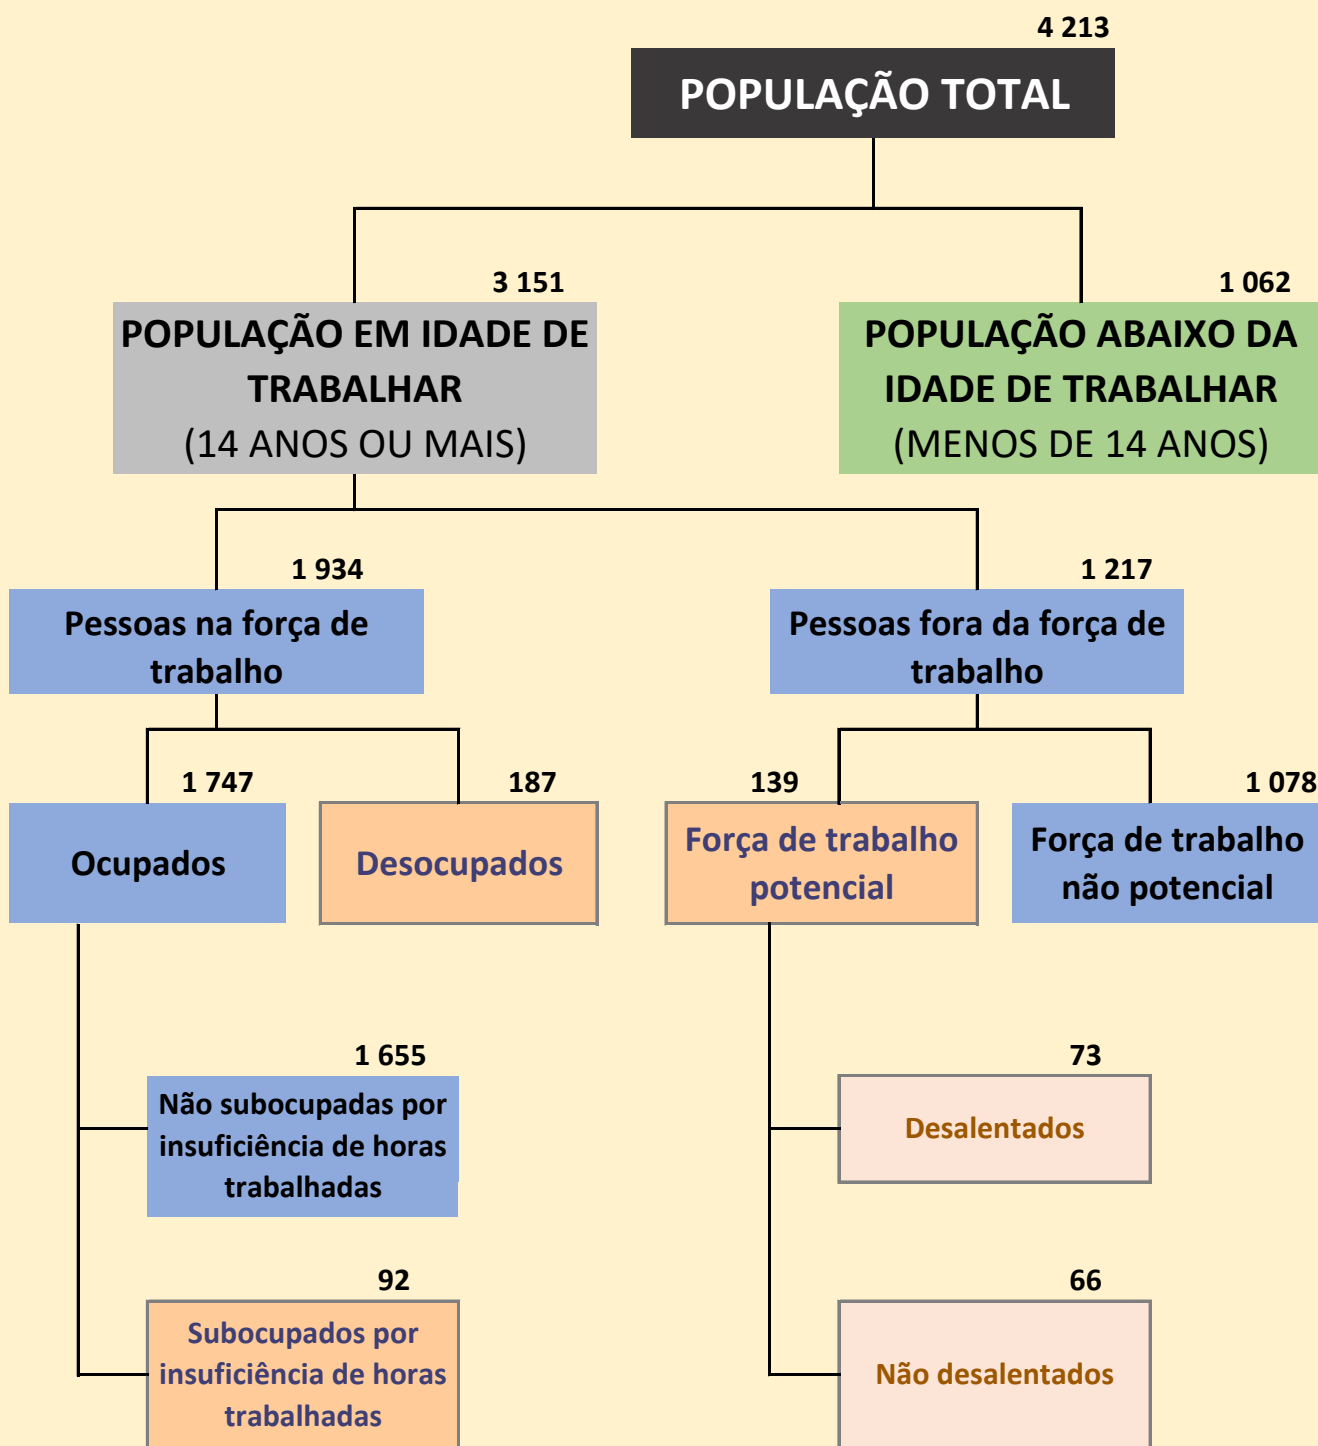 4 213
POPULAÇÃO TOTAL
3 151
POPULAÇÃO EM IDADE DE
TRABALHAR
(14 ANOS OU MAIS)
1 062
POPULAÇÃO ABAIXO DA
IDADE DE TRABALHAR
(MENOS DE 14 ANOS)
1 934
Pessoas na força de
trabalho
1 217
Pessoas fora da força de
trabalho
1 747
Ocupados
187
Desocupados
139
Força de trabalho
potencial
1 078
Força de trabalho
não potencial
1 655
Não subocupadas por
insuficiência de horas
trabalhadas
73
Desalentados
92
Subocupados por
insuficiência de horas
trabalhadas
66
Não desalentados